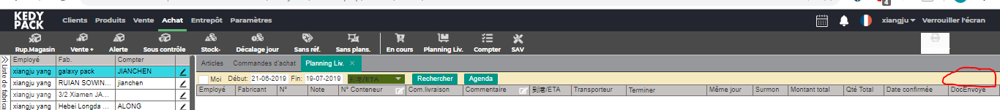 4
KEDY
PACK
Clients Produits Vente Achat Entrepôt Paramètres
xiangju Verrouiller l'écran
Rup.Magasin Vente + Alerte Sous contrôle Stock- Décalage jour Sans réf. Sans plans. En cours Planning Liv. Compter SAV
Liste de fabrica
Employé Fab. Compter
xiangju yang galaxy pack JIANCHEN
xiangju yang RUIAN SOWIN... jianchen
xiangju yang 3/2 Xiamen JA...
xiangju yang Hebei Longda ... ALONG
Articles Commandes d'achat Planning Liv. ×
Moi Début: 21-06-2019 Fin: 19-07-2019 到港/ETA Rechercher Agenda
Employé Fabricant N° Note N° Conteneur Com.livraison Commentaire 到港/ETA Transporteur Terminer Même jour Surmon Montant total Qté Total Date confirmée DocEnvoye